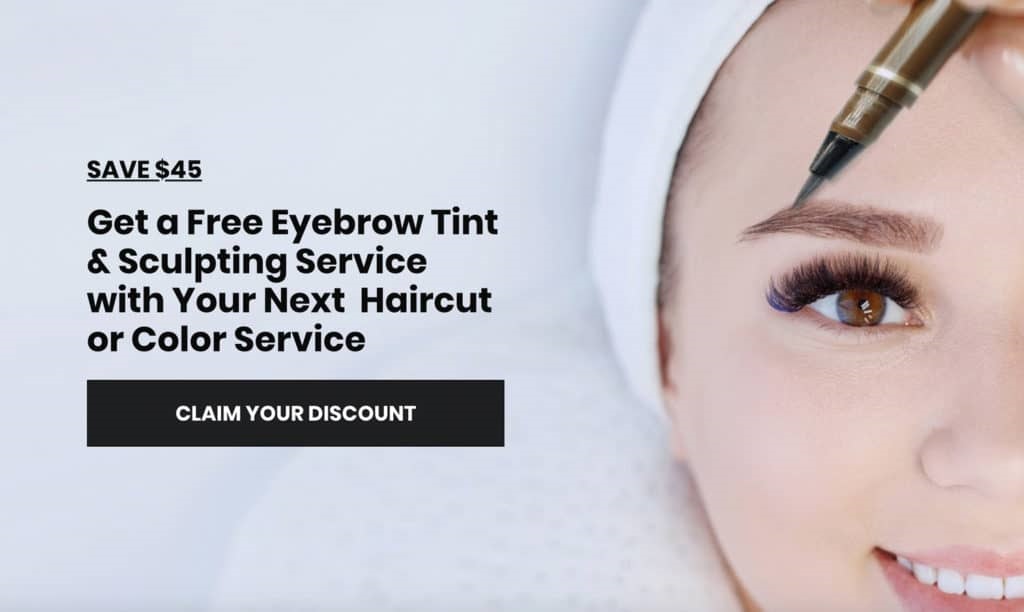 SAVE $45
Get a Free Eyebrow Tint
& Sculpting Service
with Your Next  Haircut
or Color Service
CLAIM YOUR DISCOUNT